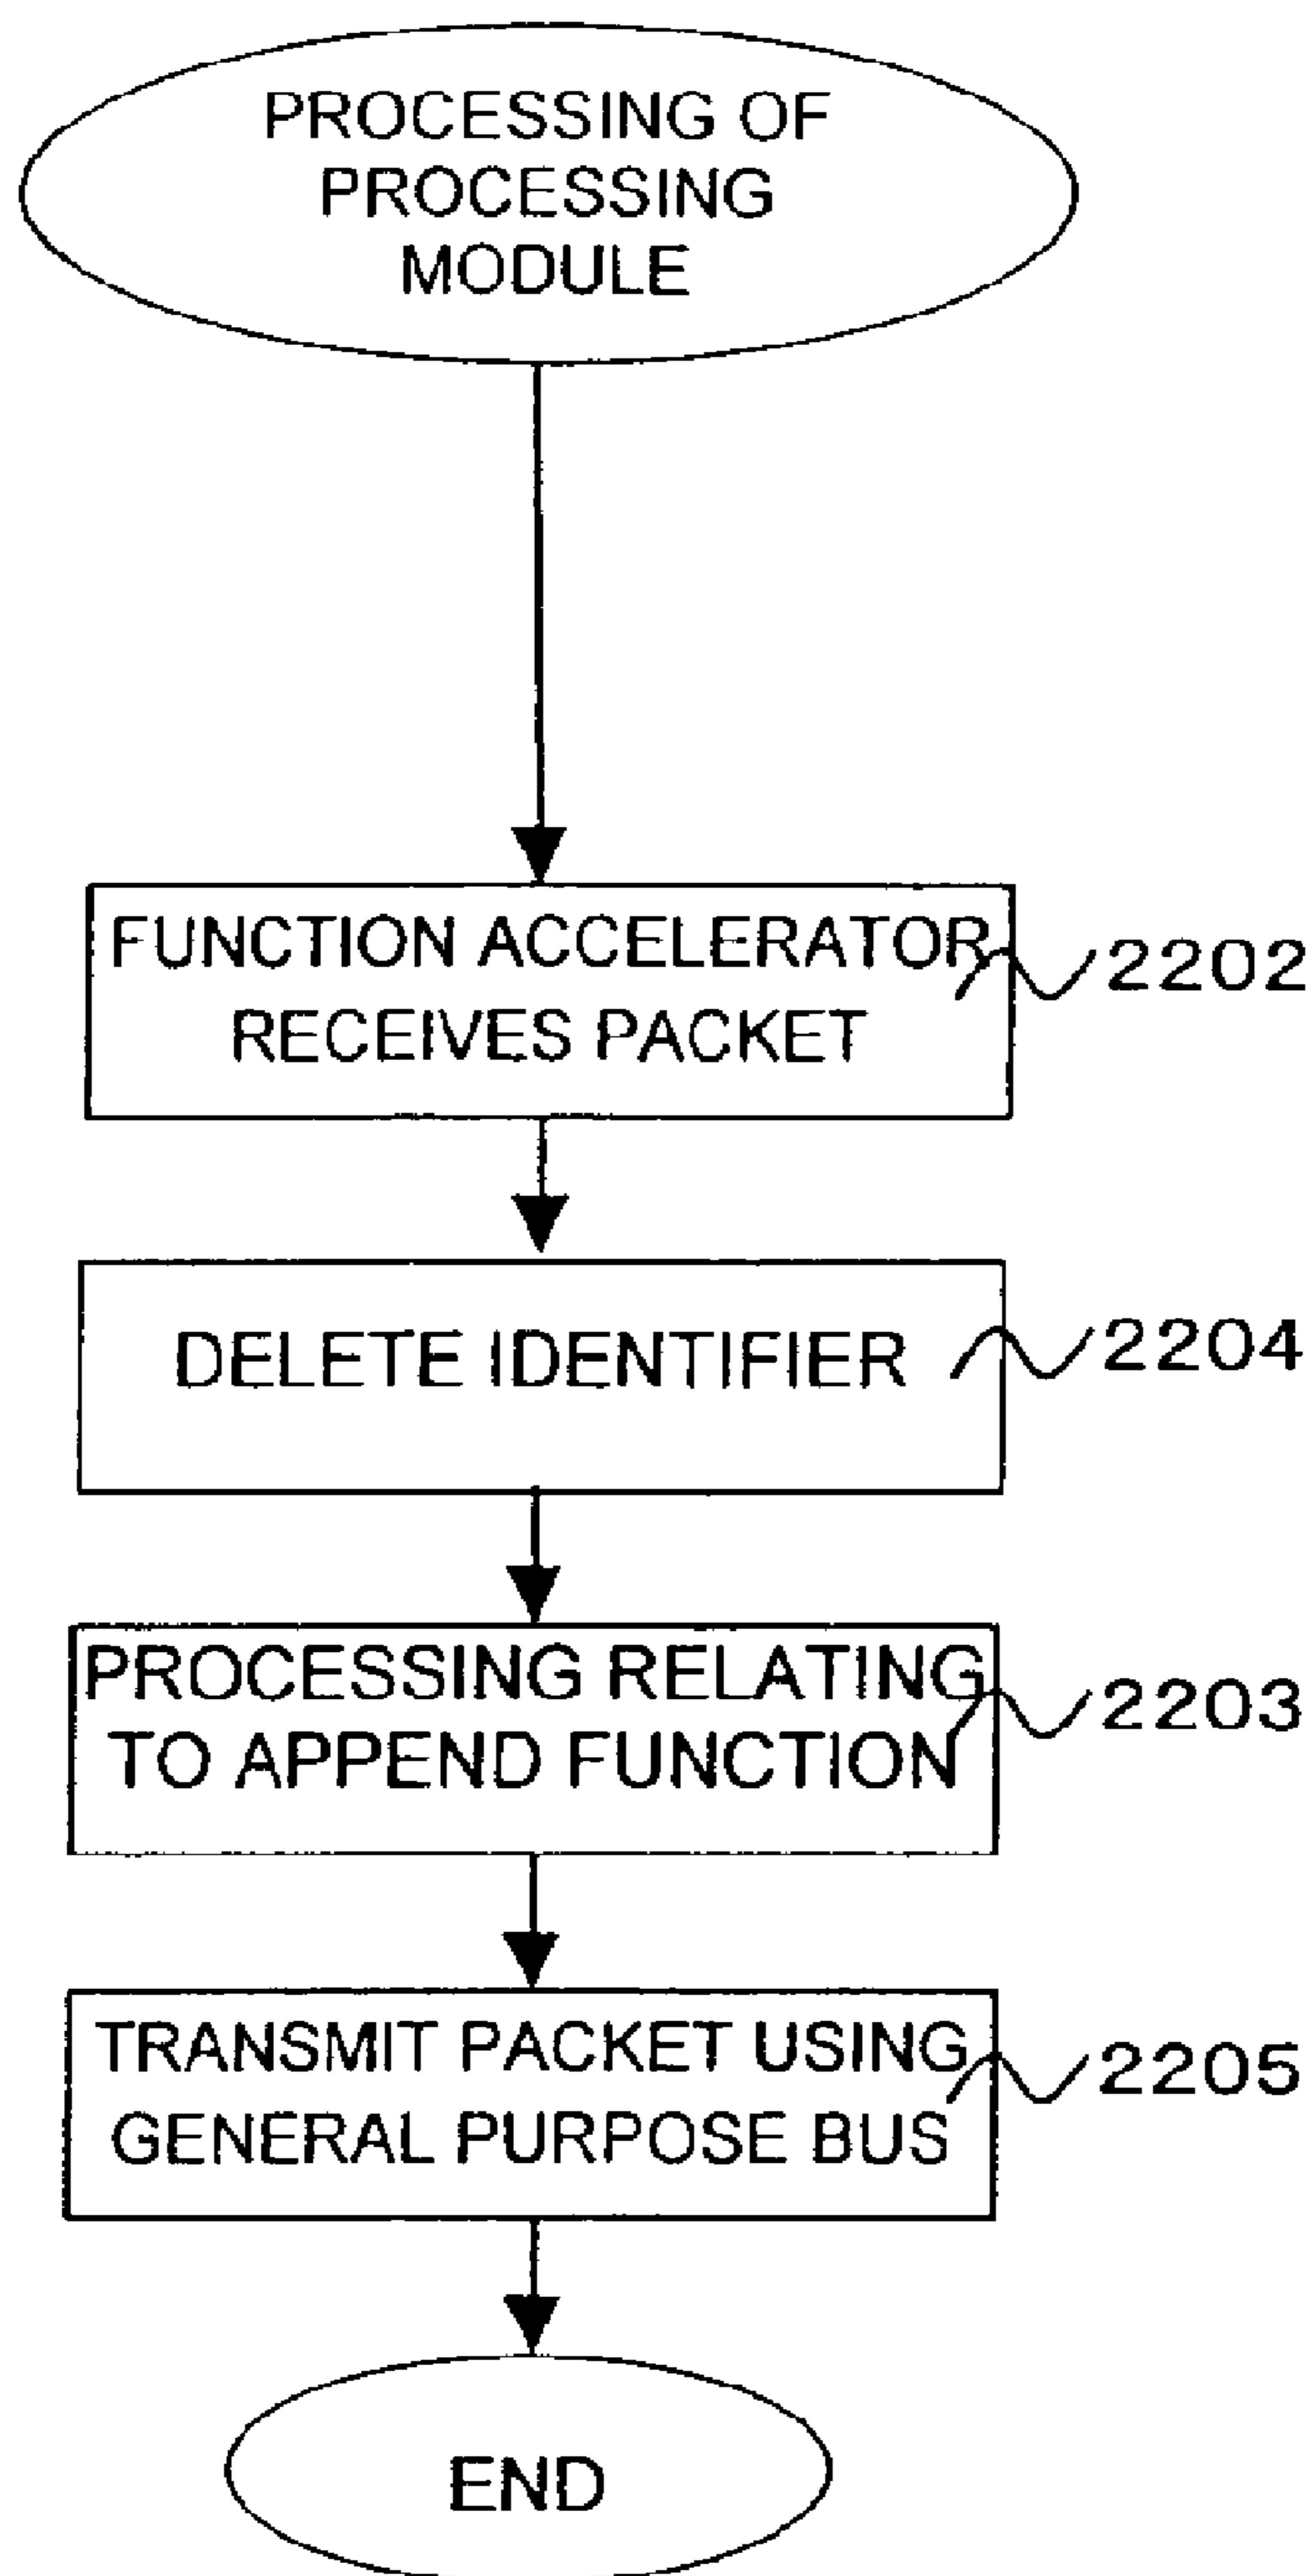 PROCESSING OF
PROCESSING
MODULE
FUNCTION ACCELERATOR
RECEIVES PACKET
2202
DELETE IDENTIFIER
2204
PROCESSING RELATING
TO APPEND FUNCTION
2203
TRANSMIT PACKET USING
GENERAL PURPOSE BUS
2205
END